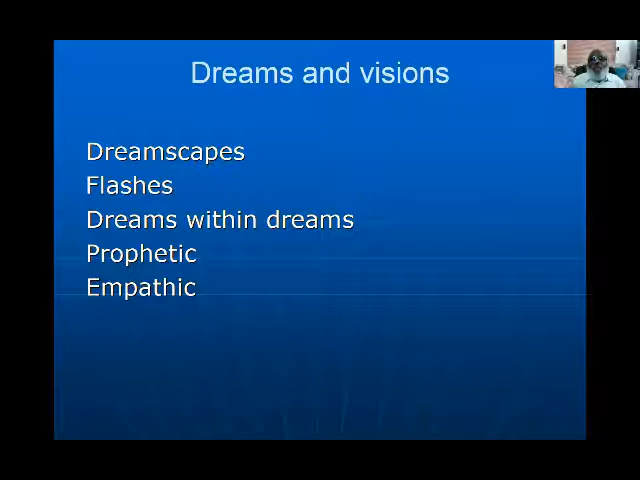 Dreams and visions
Dreamscapes
Flashes
Dreams within dreams
Prophetic
Empathic